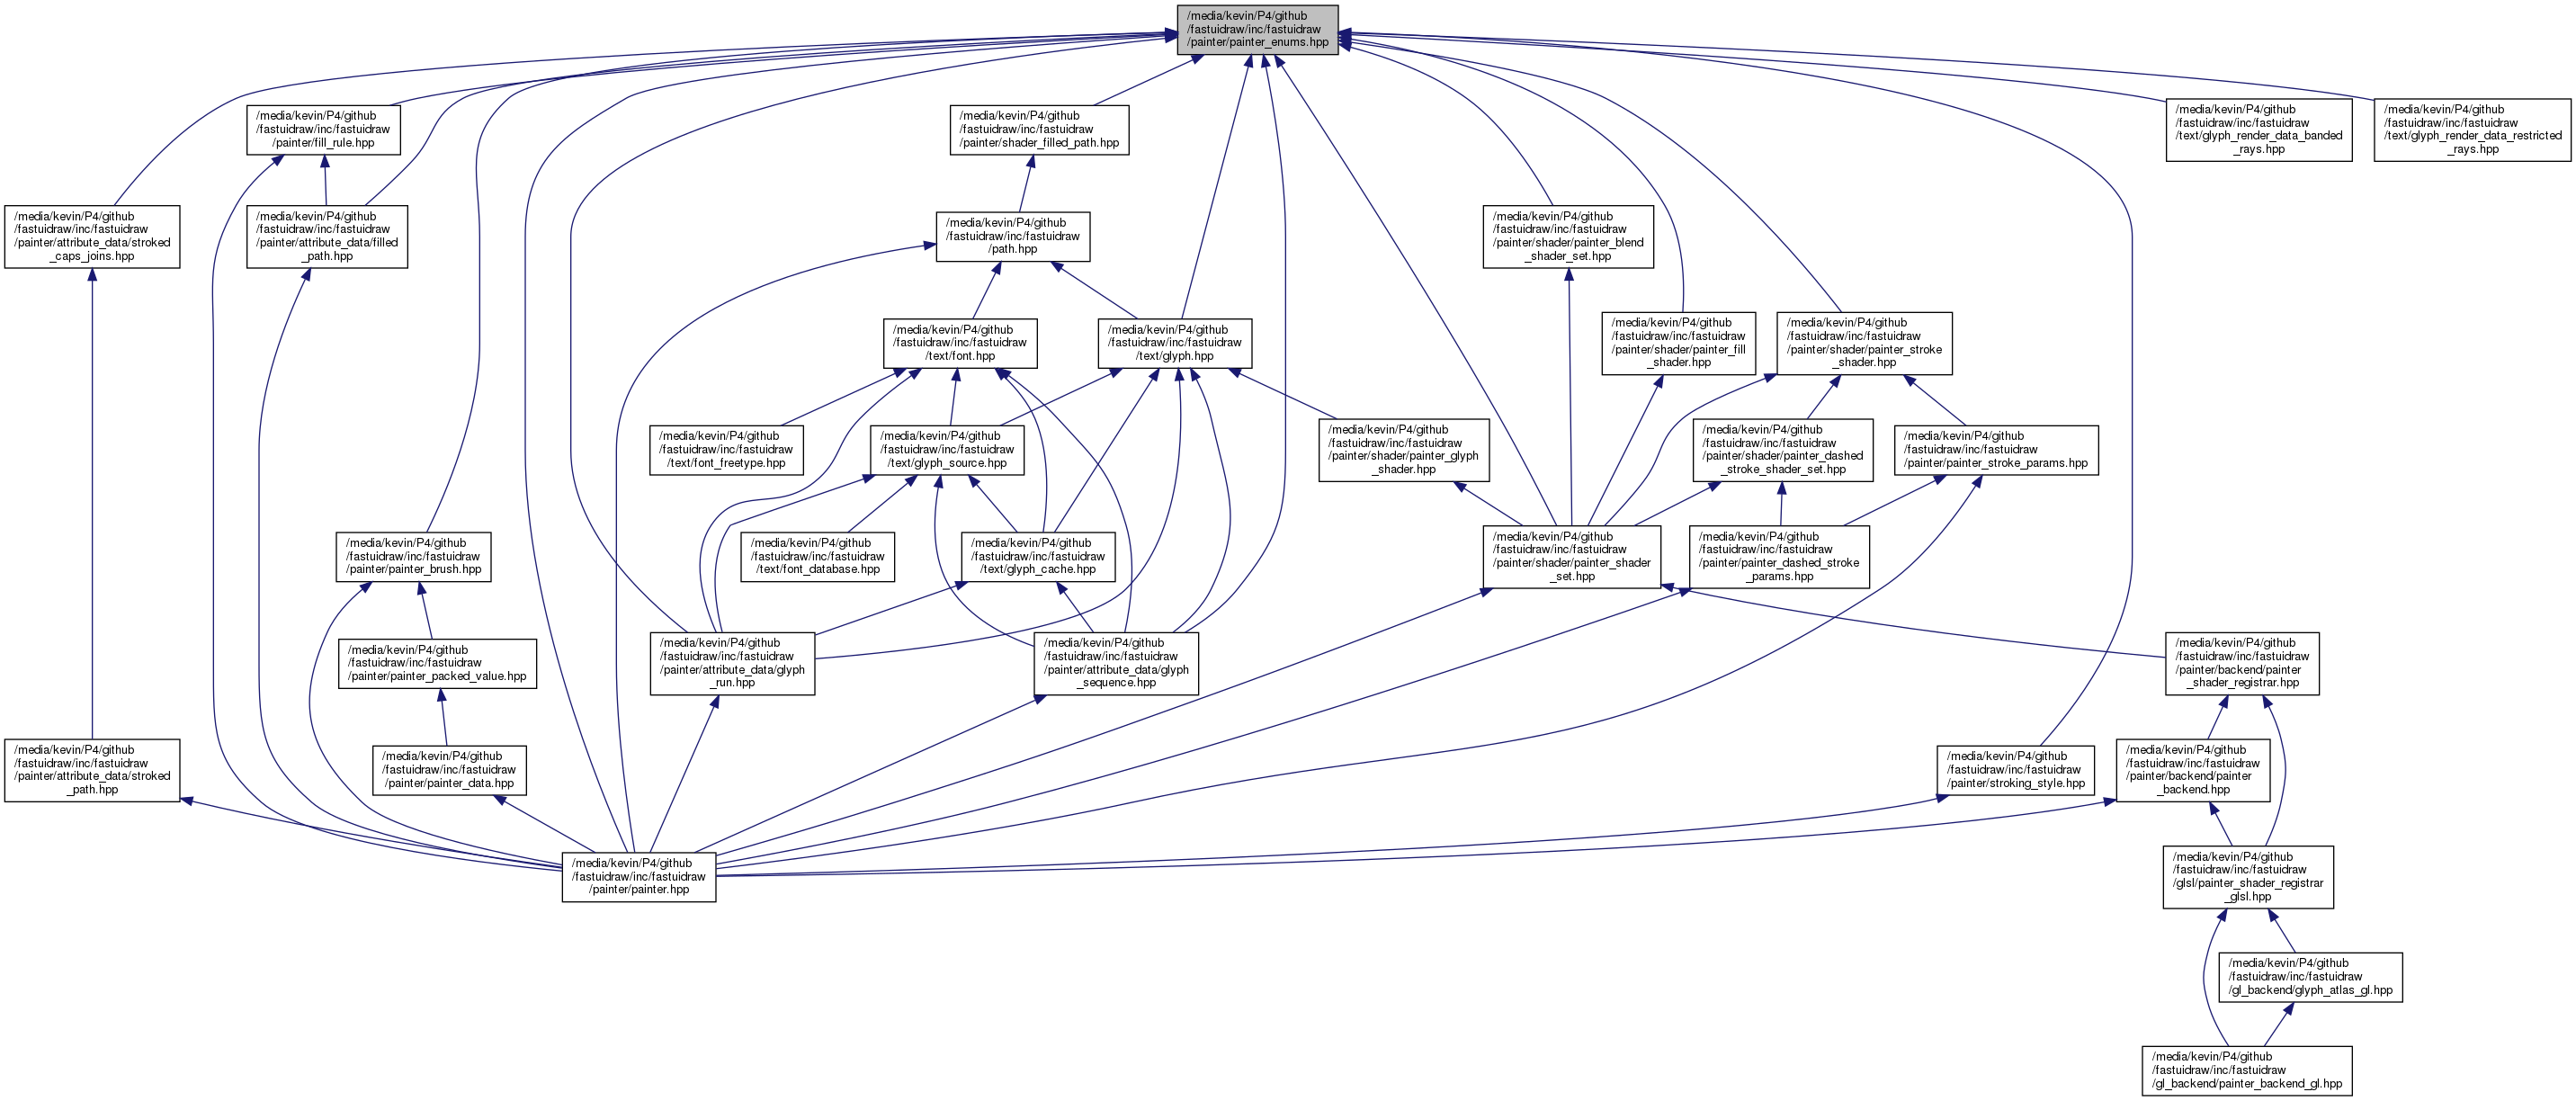 /media/kevin/P4/github
/fastuidraw/inc/fastuidraw
/painter/painter_enums.hpp
/media/kevin/P4/github
/fastuidraw/inc/fastuidraw
/painter/fill_rule.hpp
/media/kevin/P4/github
/fastuidraw/inc/fastuidraw
/painter/shader_filled_path.hpp
/media/kevin/P4/github
/fastuidraw/inc/fastuidraw
/text/glyph_render_data_banded
_rays.hpp
/media/kevin/P4/github
/fastuidraw/inc/fastuidraw
/text/glyph_render_data_restricted
_rays.hpp
/media/kevin/P4/github
/fastuidraw/inc/fastuidraw
/painter/attribute_data/stroked
_caps_joins.hpp
/media/kevin/P4/github
/fastuidraw/inc/fastuidraw
/painter/attribute_data/filled
_path.hpp
/media/kevin/P4/github
/fastuidraw/inc/fastuidraw
/path.hpp
/media/kevin/P4/github
/fastuidraw/inc/fastuidraw
/painter/shader/painter_blend
_shader_set.hpp
/media/kevin/P4/github
/fastuidraw/inc/fastuidraw
/text/font.hpp
/media/kevin/P4/github
/fastuidraw/inc/fastuidraw
/text/glyph.hpp
/media/kevin/P4/github
/fastuidraw/inc/fastuidraw
/painter/shader/painter_fill
_shader.hpp
/media/kevin/P4/github
/fastuidraw/inc/fastuidraw
/painter/shader/painter_stroke
_shader.hpp
/media/kevin/P4/github
/fastuidraw/inc/fastuidraw
/text/font_freetype.hpp
/media/kevin/P4/github
/fastuidraw/inc/fastuidraw
/text/glyph_source.hpp
/media/kevin/P4/github
/fastuidraw/inc/fastuidraw
/painter/shader/painter_glyph
_shader.hpp
/media/kevin/P4/github
/fastuidraw/inc/fastuidraw
/painter/shader/painter_dashed
_stroke_shader_set.hpp
/media/kevin/P4/github
/fastuidraw/inc/fastuidraw
/painter/painter_stroke_params.hpp
/media/kevin/P4/github
/fastuidraw/inc/fastuidraw
/painter/painter_brush.hpp
/media/kevin/P4/github
/fastuidraw/inc/fastuidraw
/text/font_database.hpp
/media/kevin/P4/github
/fastuidraw/inc/fastuidraw
/text/glyph_cache.hpp
/media/kevin/P4/github
/fastuidraw/inc/fastuidraw
/painter/shader/painter_shader
_set.hpp
/media/kevin/P4/github
/fastuidraw/inc/fastuidraw
/painter/painter_dashed_stroke
_params.hpp
/media/kevin/P4/github
/fastuidraw/inc/fastuidraw
/painter/painter_packed_value.hpp
/media/kevin/P4/github
/fastuidraw/inc/fastuidraw
/painter/attribute_data/glyph
_run.hpp
/media/kevin/P4/github
/fastuidraw/inc/fastuidraw
/painter/attribute_data/glyph
_sequence.hpp
/media/kevin/P4/github
/fastuidraw/inc/fastuidraw
/painter/backend/painter
_shader_registrar.hpp
/media/kevin/P4/github
/fastuidraw/inc/fastuidraw
/painter/attribute_data/stroked
_path.hpp
/media/kevin/P4/github
/fastuidraw/inc/fastuidraw
/painter/painter_data.hpp
/media/kevin/P4/github
/fastuidraw/inc/fastuidraw
/painter/stroking_style.hpp
/media/kevin/P4/github
/fastuidraw/inc/fastuidraw
/painter/backend/painter
_backend.hpp
/media/kevin/P4/github
/fastuidraw/inc/fastuidraw
/painter/painter.hpp
/media/kevin/P4/github
/fastuidraw/inc/fastuidraw
/glsl/painter_shader_registrar
_glsl.hpp
/media/kevin/P4/github
/fastuidraw/inc/fastuidraw
/gl_backend/glyph_atlas_gl.hpp
/media/kevin/P4/github
/fastuidraw/inc/fastuidraw
/gl_backend/painter_backend_gl.hpp